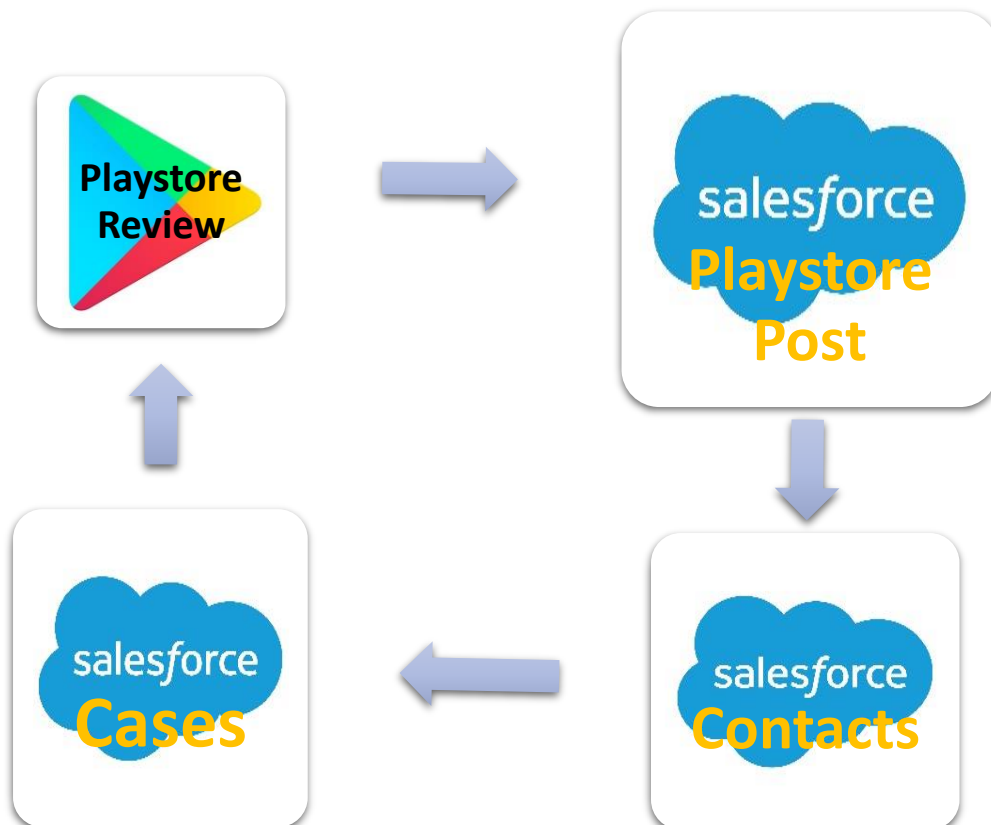 Playstore
Review
salesforce
Playstore
Post
salesforce
Cases
salesforce
Contacts